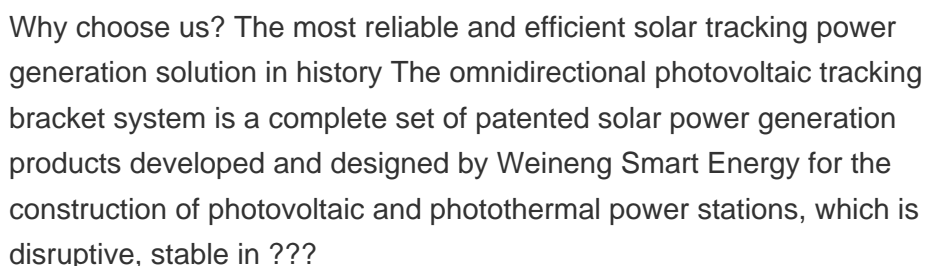 Why choose us? The most reliable and efficient solar tracking power
generation solution in history The omnidirectional photovoltaic tracking
bracket system is a complete set of patented solar power generation
products developed and designed by Weineng Smart Energy for the
construction of photovoltaic and photothermal power stations, which is
disruptive, stable in ???